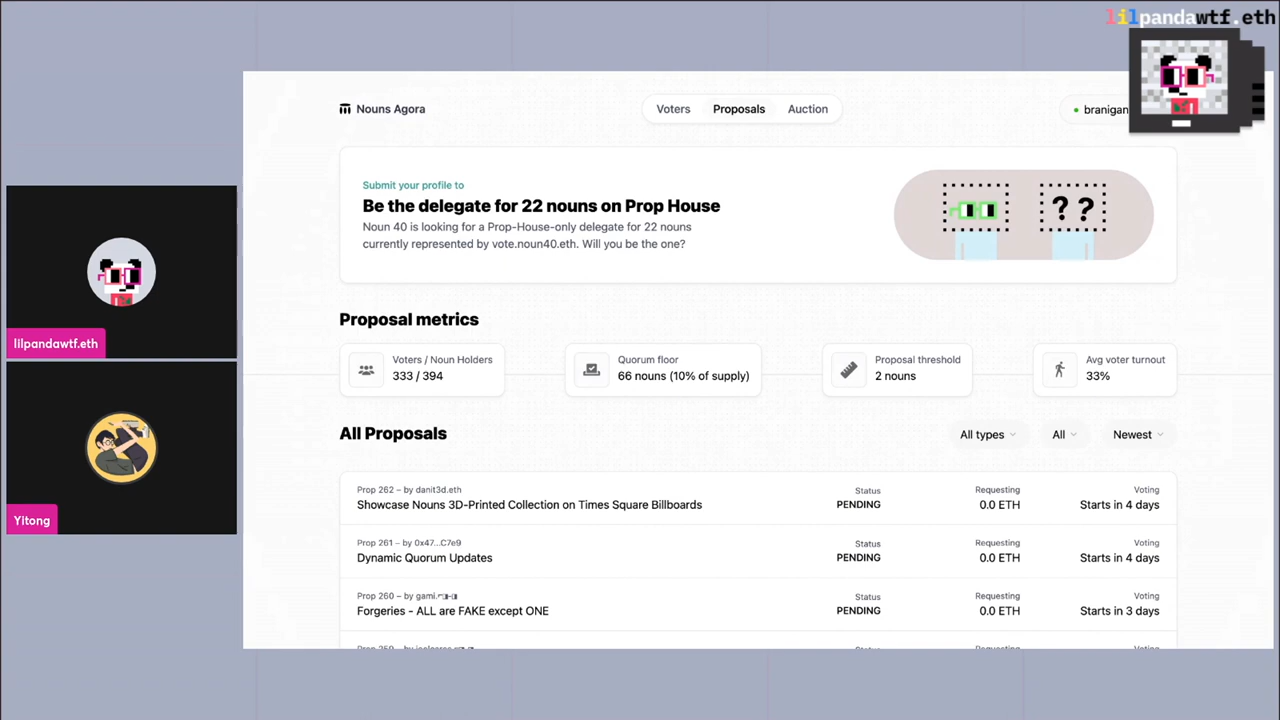 lilpandawtf.eth
Nouns Agora
Voters
Proposals
Auction
branigan
Submit your profile to
Be the delegate for 22 nouns on Prop House
Noun 40 is looking for a Prop-House-only delegate for 22 nouns
currently represented by vote.noun40.eth. Will you be the one?
? ?
Proposal metrics
Voters / Noun Holders
333 / 394
Quorum floor
66 nouns (10% of supply)
Proposal threshold
2 nouns
Avg voter turnout
33%
All Proposals
All types
All
Newest
Prop 262 – by danit3d.eth
Showcase Nouns 3D-Printed Collection on Times Square Billboards
Status
PENDING
Requesting
0.0 ETH
Voting
Starts in 4 days
Prop 261 – by 0x47...C7e9
Dynamic Quorum Updates
Status
PENDING
Requesting
0.0 ETH
Voting
Starts in 4 days
Prop 260 – by gami.
Forgeries - ALL are FAKE except ONE
Status
PENDING
Requesting
0.0 ETH
Voting
Starts in 3 days
lilpandawtf.eth
Yitong